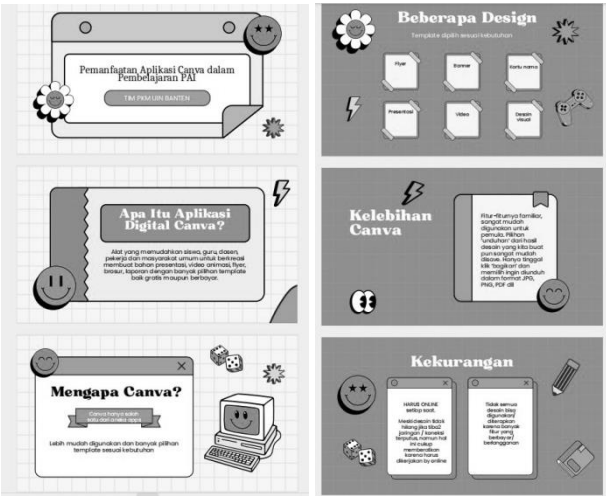 Pemanfaatan Aplikasi Canva dalam
Pembelajaran PAI
TIM PKM UIN BANTEN
Apa Itu Aplikasi
Digital Canva?
Alat yang memudahkan siswa, guru, dosen,
pekerja dan masyarakat umum untuk berkreasi
membuat bahan presentasi, video animasi, flyer,
brosur, laporan dengan banyak pilihan template
baik gratis maupun berbayar.
Mengapa Canva?
Canva hanya salah
satu dari aneka apps
Lebih mudah digunakan dan banyak pilihan
template sesuai kebutuhan
Beberapa Design
Template dipilih sesuai kebutuhan
Flyer
Banner
Kartu nama
Presentasi
Video
Desain
visual
Kelebihan
Canva
Fitur-fiturnya familiar,
sangat mudah
digunakan untuk
pemula. Pilihan
'unduhan' dari hasil
desain yang kita buat
pun sangat mudah
disave. Hanya tinggal
klik 'bagikan' dan
memilih ingin diunduh
dalam format JPG,
PNG, PDF dll
Kekurangan
HARUS ONLINE
setiap saat.
Meski desain tidak
hilang jika tiba2
jaringan / koneksi
terputus, namun hal
ini cukup
memberatkan
karena harus
dikerjakan by online
Tidak semua
desain bisa
digunakan/
diterapkan
karena banyak
fitur yang
berbayar/
berlangganan